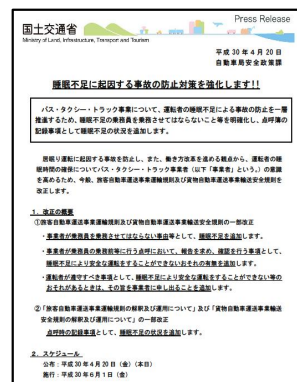 Press Release
国土交通省
Ministry of Land, Infrastructure, Transport and Tourism
平成30年4月20日
自動車局安全政策課
睡眠不足に起因する事故の防止対策を強化します!!
バス・タクシー・トラック事業について、運転者の睡眠不足による事故の防止を一層
推進するため、睡眠不足の乗務員を乗務させてはならないこと等を明確化し、点呼簿の
記録事項として睡眠不足の状況を追加します。
居眠り運転に起因する事故を防止し、また、働き方改革を進める観点から、運転者の睡
眠時間の確保についてバス・タクシー・トラック事業者（以下「事業者」という。）の意識
を高めるため、今般、旅客自動車運送事業運輸規則及び貨物自動車運送事業輸送安全規則を
改正します。
1．改正の概要
①旅客自動車運送事業運輸規則及び貨物自動車運送事業輸送安全規則の一部改正
・事業者が乗務員を乗務させてはならない事由等として、睡眠不足を追加します。
・事業者が乗務員の乗務前等に行う点呼において、報告を求め、確認を行う事項として、
睡眠不足により安全な運転をすることができないおそれの有無を追加します。
・運転者が遵守すべき事項として、睡眠不足により安全な運転をすることができない等の
おそれがあるときは、その旨を事業者に申し出ることを追加します。
②「旅客自動車運送事業運輸規則の解釈及び運用について」及び「貨物自動車運送事業輸送
安全規則の解釈及び運用について」の一部改正
点呼時の記録事項として、睡眠不足の状況を追加します。
2．スケジュール
公布：平成30年4月20日（金）（本日）
施行：平成30年6月1日（金）